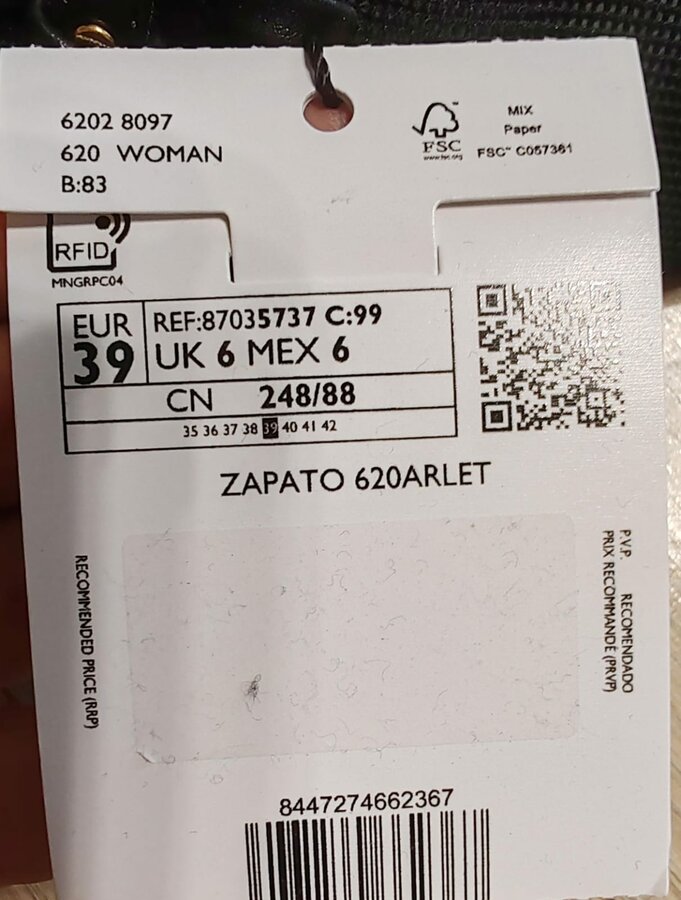 6202 8097
620 WOMAN
B:83
FSC™
www.fsc.org
MIX
Paper
FSC™ C057361
RFID
MNGRPC04
EUR
39
REF:87035737 C:99
UK 6 MEX 6
CN 248/88
35 36 37 38 39 40 41 42
ZAPATO 620ARLET
RECOMMENDED PRICE (RRP)
P.V.P. RECOMENDADO
PRIX RECOMMANDÉ (PRVP)
8447274662367